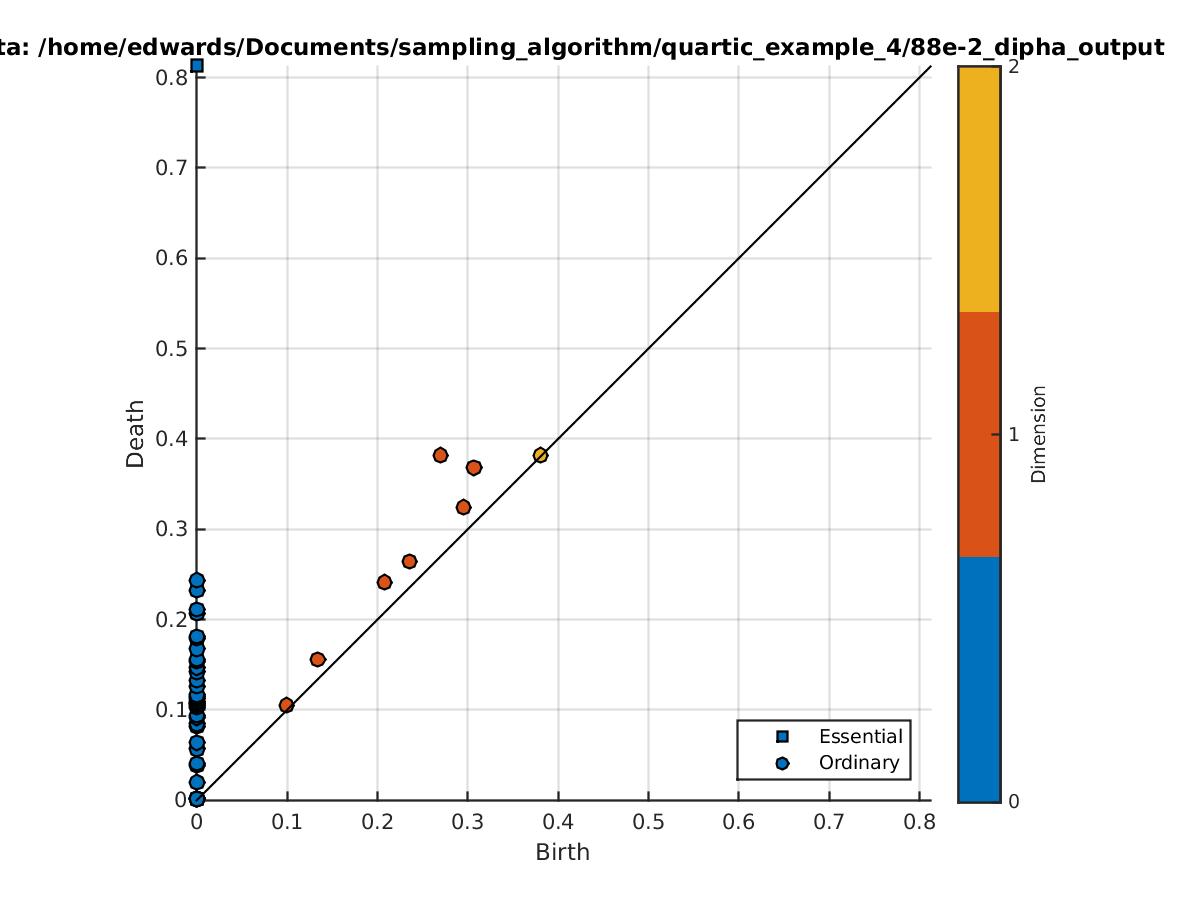 ta: /home/edwards/Documents/sampling_algorithm/quartic_example_4/88e-2_dipha_output
0.8
0.7
0.6
0.5
0.4
0.3
0.2
0.1
0
Death
0 0.1 0.2 0.3 0.4 0.5 0.6 0.7 0.8
Birth
Essential
Ordinary
2
1
0
Dimension